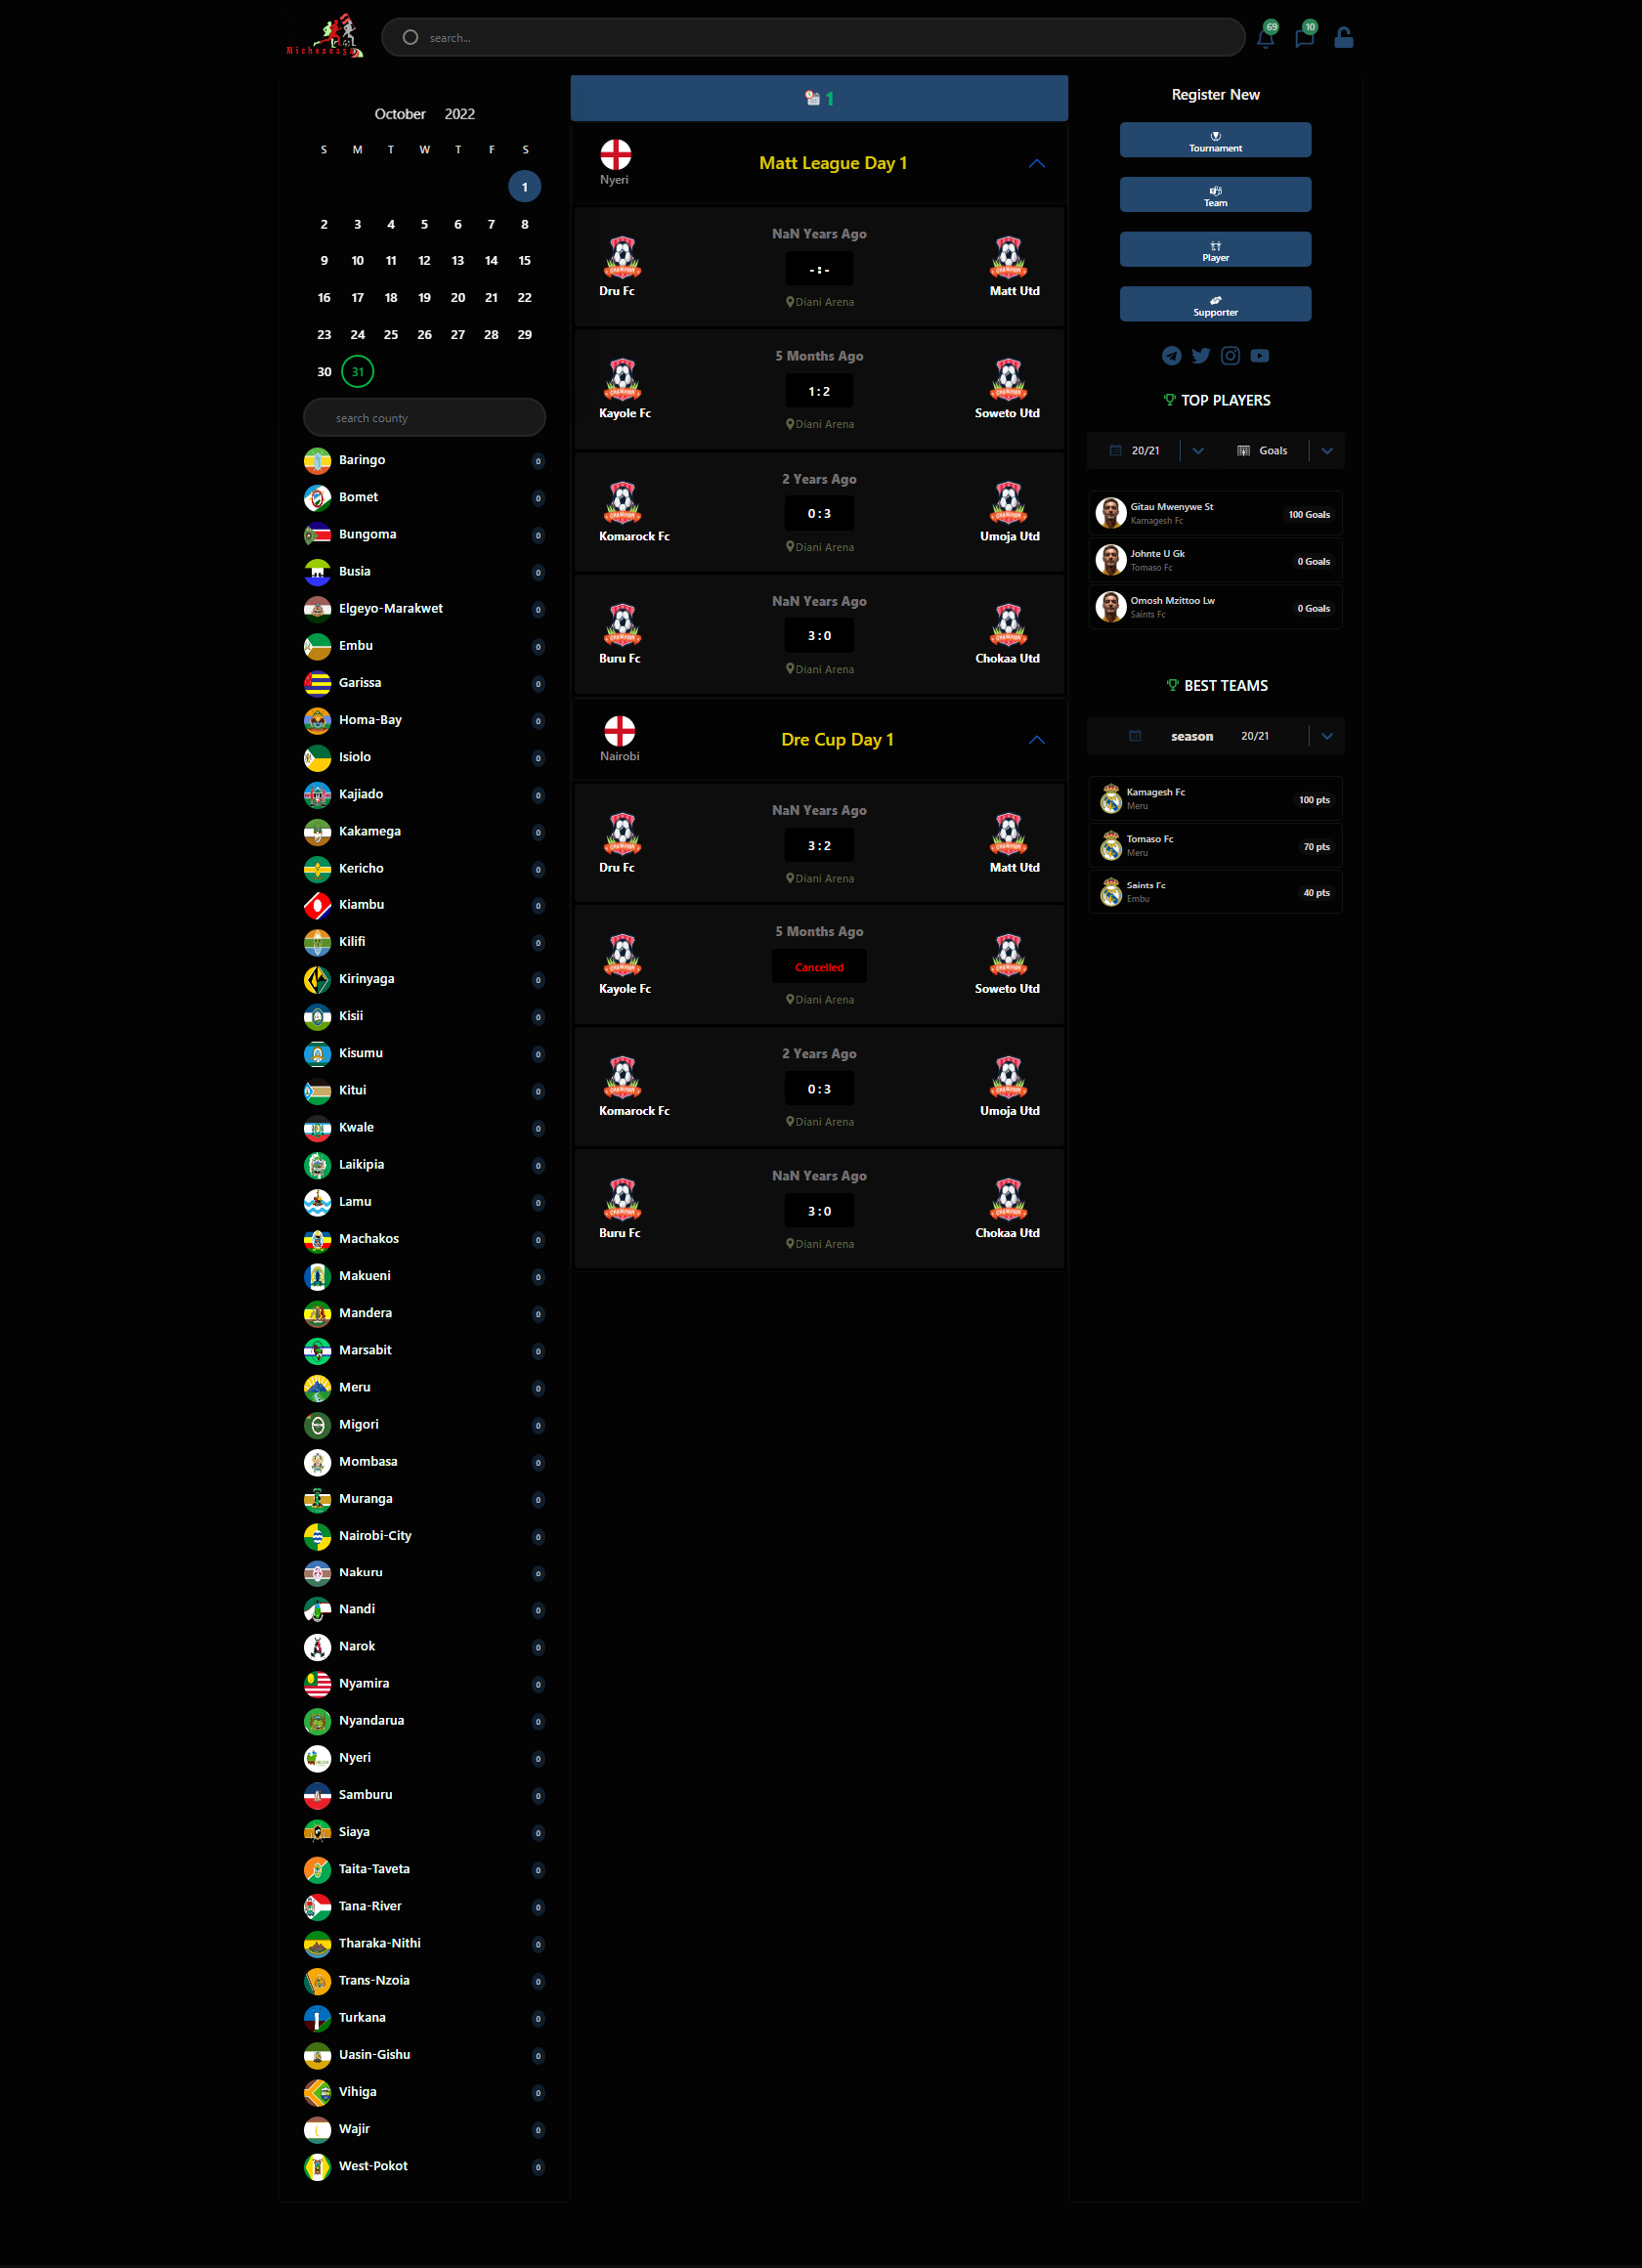 Michezoafrika
search...
69
10
October 2022
S M T W T F S
1
2 3 4 5 6 7 8
9 10 11 12 13 14 15
16 17 18 19 20 21 22
23 24 25 26 27 28 29
30 31
search county
Baringo 0
Bomet 0
Bungoma 0
Busia 0
Elgeyo-Marakwet 0
Embu 0
Garissa 0
Homa-Bay 0
Isiolo 0
Kajiado 0
Kakamega 0
Kericho 0
Kiambu 0
Kilifi 0
Kirinyaga 0
Kisii 0
Kisumu 0
Kitui 0
Kwale 0
Laikipia 0
Lamu 0
Machakos 0
Makueni 0
Mandera 0
Marsabit 0
Meru 0
Migori 0
Mombasa 0
Muranga 0
Nairobi-City 0
Nakuru 0
Nandi 0
Narok 0
Nyamira 0
Nyandarua 0
Nyeri 0
Samburu 0
Siaya 0
Taita-Taveta 0
Tana-River 0
Tharaka-Nithi 0
Trans-Nzoia 0
Turkana 0
Uasin-Gishu 0
Vihiga 0
Wajir 0
West-Pokot 0
1
Matt League Day 1
Nyeri
NaN Years Ago
- : -
Dru Fc Matt Utd
Diani Arena
5 Months Ago
1 : 2
Kayole Fc Soweto Utd
Diani Arena
2 Years Ago
0 : 3
Komarock Fc Umoja Utd
Diani Arena
NaN Years Ago
3 : 0
Buru Fc Chokaa Utd
Diani Arena
Dre Cup Day 1
Nairobi
NaN Years Ago
3 : 2
Dru Fc Matt Utd
Diani Arena
5 Months Ago
Cancelled
Kayole Fc Soweto Utd
Diani Arena
2 Years Ago
0 : 3
Komarock Fc Umoja Utd
Diani Arena
NaN Years Ago
3 : 0
Buru Fc Chokaa Utd
Diani Arena
Register New
Tournament
Team
Player
Supporter
TOP PLAYERS
20/21 Goals
Gitau Mwenywe St
Kamagesh Fc
100 Goals
Johnte U Gk
Tomaso Fc
0 Goals
Omosh Mzittoo Lw
Saints Fc
0 Goals
BEST TEAMS
season 20/21
Kamagesh Fc
Meru
100 pts
Tomaso Fc
Meru
70 pts
Saints Fc
Embu
40 pts